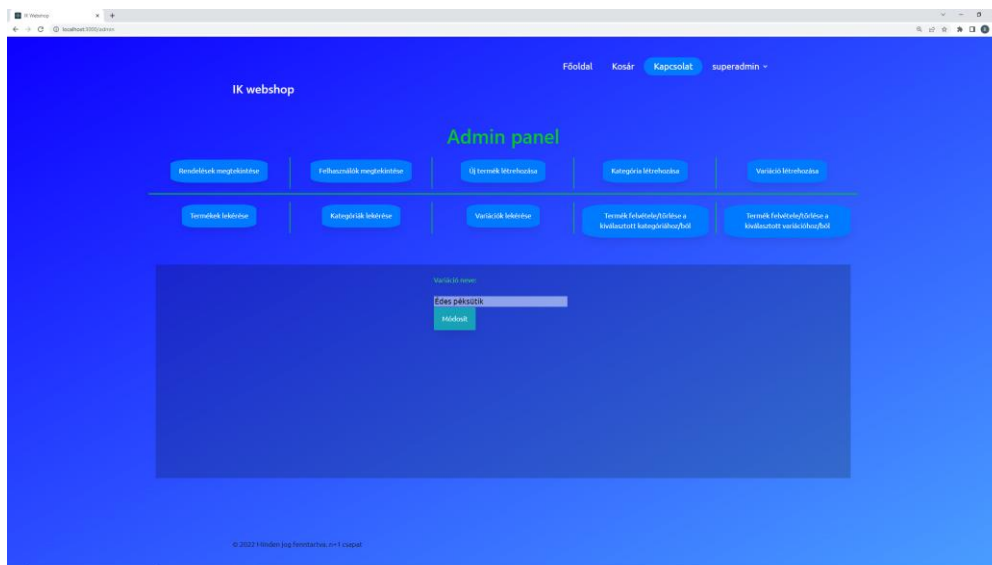 IK Webshop
localhost:3000/admin
Főoldal Kosár Kapcsolat superadmin
IK webshop
Admin panel
Rendelések megtekintése Felhasználók megtekintése Új termék létrehozása Kategória létrehozása Variáció létrehozása
Termékek lekérése Kategóriák lekérése Variációk lekérése Termék felvétele/törlése a kiválasztott kategóriához/ból Termék felvétele/törlése a kiválasztott variációhoz/ból
Variáció neve:
Édes péksütik
Módosít
© 2022 Minden jog fenntartva, n+1 csapat